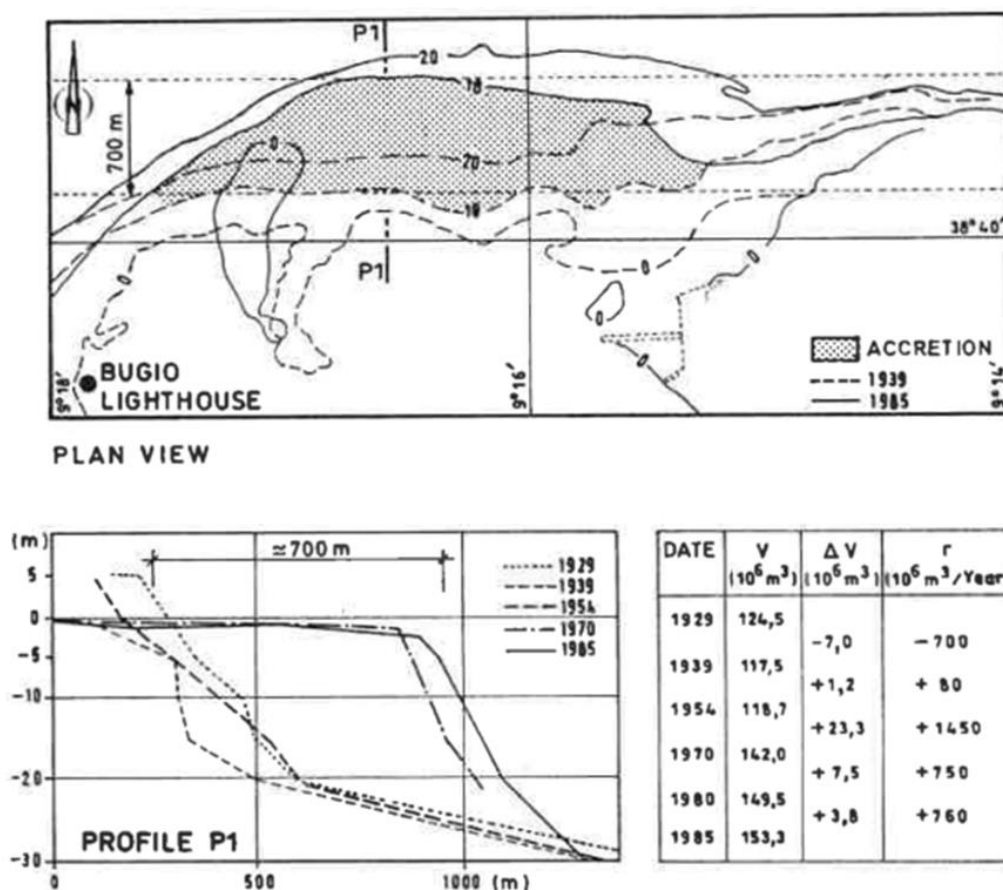 P1
20
10
N
700 m
0
20
10
38° 40'
P1
0
0
0
0
0
ACCRETION
1939
1985
BUGIO
LIGHTHOUSE
9° 18'
9° 16'
9° 14'
PLAN VIEW
(m)
≃700 m
5
0
-5
-10
-20
-30
1929
1939
1954
1970
1985
PROFILE P1
0 500 1000 (m)
DATE V ΔV r
(10⁶ m³) (10⁶ m³) (10⁶ m³/Year)
1929 124,5
-7,0 -700
1939 117,5
+1,2 + 80
1954 118,7
+23,3 +1450
1970 142,0
+7,5 +750
1980 149,5
+3,8 +760
1985 153,3